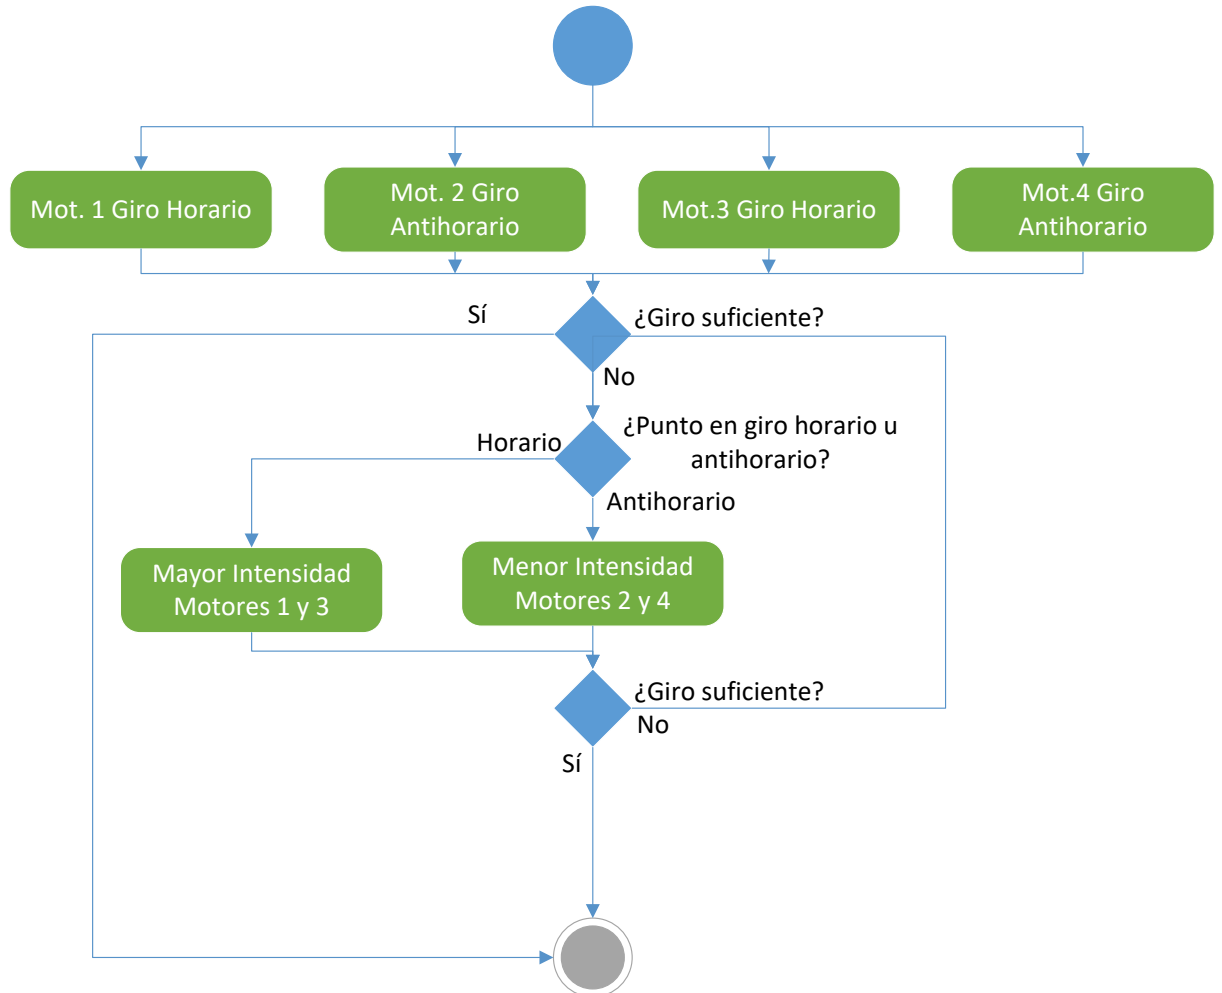 Mot. 1 Giro Horario
Mot. 2 Giro
Antihorario
Mot.3 Giro Horario
Mot.4 Giro
Antihorario
Sí
¿Giro suficiente?
No
¿Punto en giro horario u
antihorario?
Horario
Antihorario
Mayor Intensidad
Motores 1 y 3
Menor Intensidad
Motores 2 y 4
¿Giro suficiente?
No
Sí